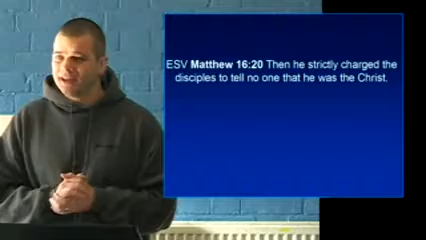 ESV Matthew 16:20 Then he strictly charged the
disciples to tell no one that he was the Christ.